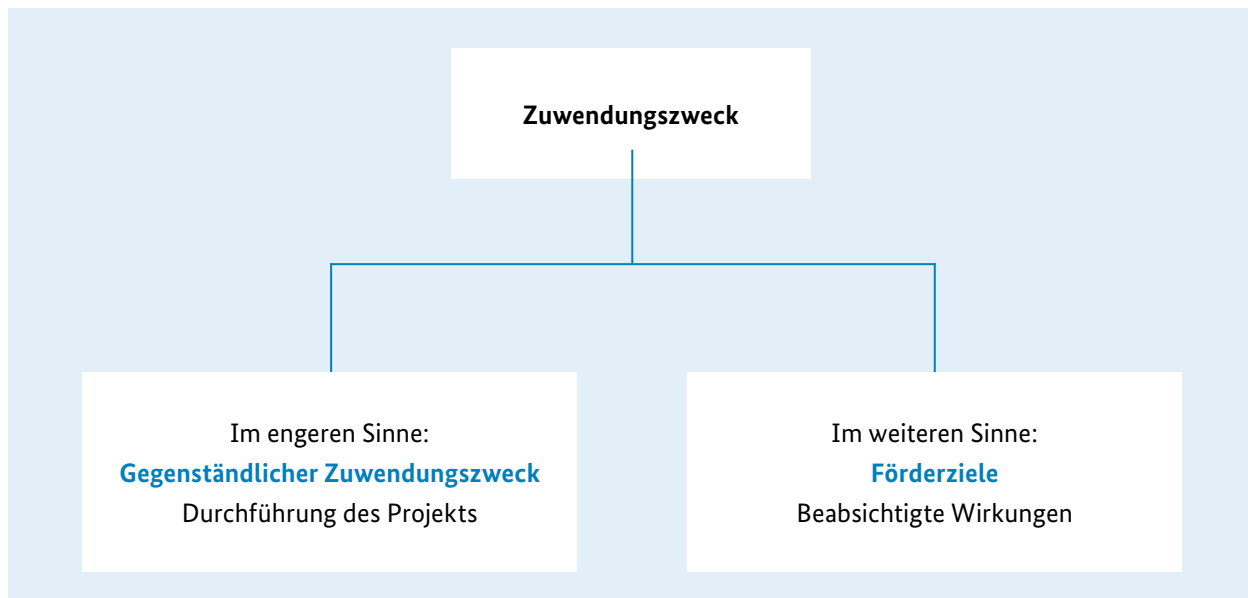 Zuwendungszweck
Im engeren Sinne:
Gegenständlicher Zuwendungszweck
Durchführung des Projekts
Im weiteren Sinne:
Förderziele
Beabsichtigte Wirkungen